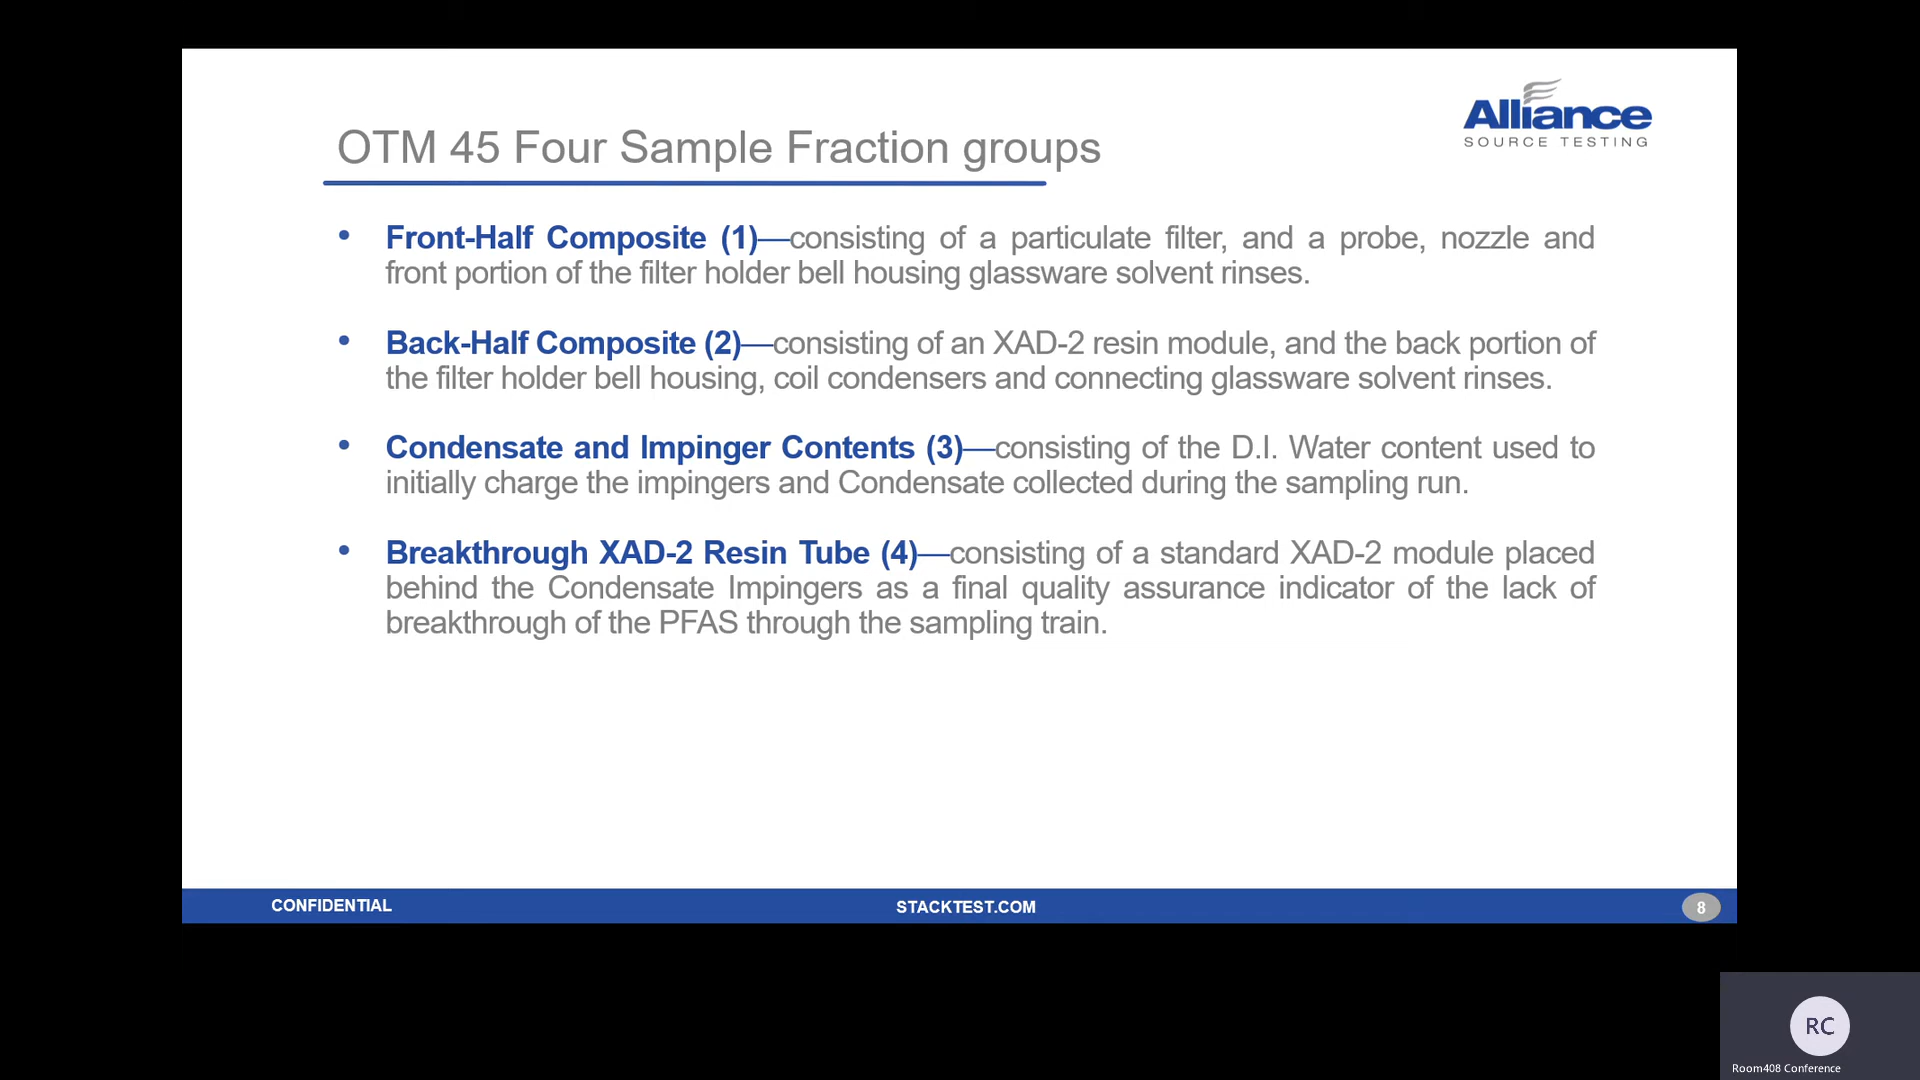 Alliance
SOURCE TESTING
OTM 45 Four Sample Fraction groups
• Front-Half Composite (1)—consisting of a particulate filter, and a probe, nozzle and
front portion of the filter holder bell housing glassware solvent rinses.
• Back-Half Composite (2)—consisting of an XAD-2 resin module, and the back portion of
the filter holder bell housing, coil condensers and connecting glassware solvent rinses.
• Condensate and Impinger Contents (3)—consisting of the D.I. Water content used to
initially charge the impingers and Condensate collected during the sampling run.
• Breakthrough XAD-2 Resin Tube (4)—consisting of a standard XAD-2 module placed
behind the Condensate Impingers as a final quality assurance indicator of the lack of
breakthrough of the PFAS through the sampling train.
CONFIDENTIAL
STACKTEST.COM
8
RC
Room408 Conference